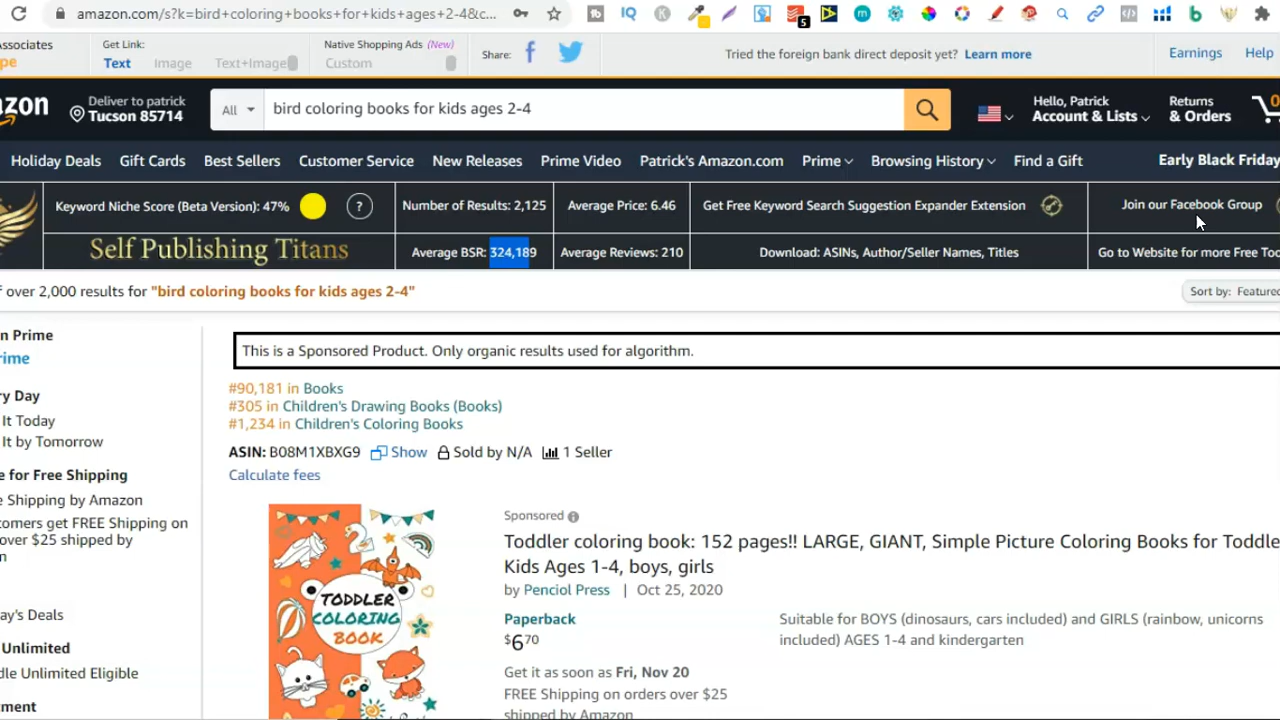 amazon.com/s?k=bird+coloring+books+for+kids+ages+2-4&c...
5
ssociates
pe
Get Link:
Text
Image
Text+Image
Native Shopping Ads (New)
Custom
Share:
Tried the foreign bank direct deposit yet? Learn more
Earnings
Help
azon
Deliver to patrick
Tucson 85714
All
bird coloring books for kids ages 2-4
Hello, Patrick
Account & Lists
Returns
& Orders
0
Holiday Deals
Gift Cards
Best Sellers
Customer Service
New Releases
Prime Video
Patrick's Amazon.com
Prime
Browsing History
Find a Gift
Early Black Friday
Keyword Niche Score (Beta Version): 47%
?
Number of Results: 2,125
Average Price: 6.46
Get Free Keyword Search Suggestion Expander Extension
Join our Facebook Group
Self Publishing Titans
Average BSR: 324,189
Average Reviews: 210
Download: ASINs, Author/Seller Names, Titles
Go to Website for more Free Too
f over 2,000 results for "bird coloring books for kids ages 2-4"
Sort by: Feature
n Prime
rime
ry Day
It Today
It by Tomorrow
e for Free Shipping
e Shipping by Amazon
tomers get FREE Shipping on
over $25 shipped by
n
ay's Deals
Unlimited
dle Unlimited Eligible
ment
This is a Sponsored Product. Only organic results used for algorithm.
#90,181 in Books
#305 in Children's Drawing Books (Books)
#1,234 in Children's Coloring Books
ASIN: B08M1XBXG9 Show Sold by N/A 1 Seller
Calculate fees
TODDLER
COLORING
BOOK
Sponsored
Toddler coloring book: 152 pages!! LARGE, GIANT, Simple Picture Coloring Books for Toddle
Kids Ages 1-4, boys, girls
by Penciol Press | Oct 25, 2020
Paperback
$6.70
Suitable for BOYS (dinosaurs, cars included) and GIRLS (rainbow, unicorns
included) AGES 1-4 and kindergarten
Get it as soon as Fri, Nov 20
FREE Shipping on orders over $25
shipped by Amazon